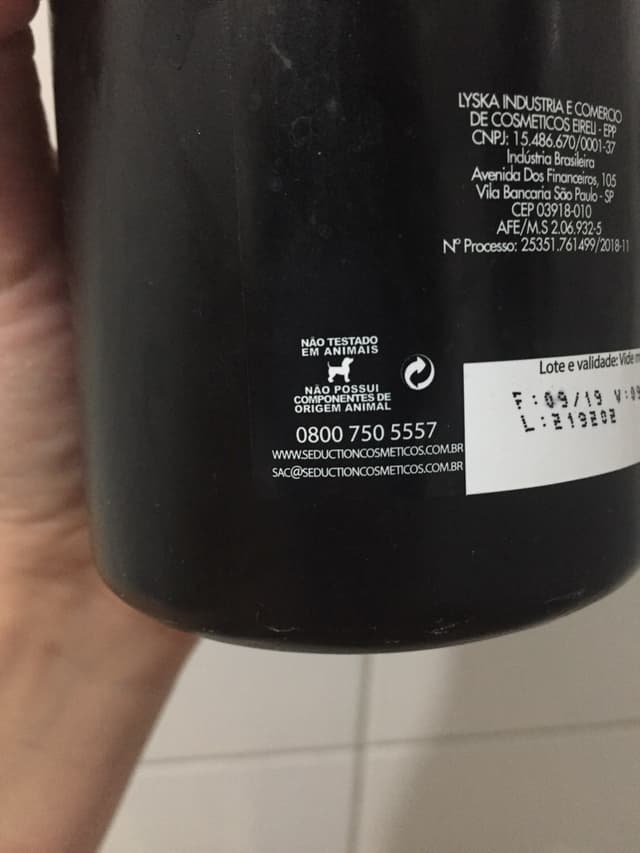 LYSKA INDUSTRIA E COMERCIO
DE COSMETICOS EIRELI - EPP
CNPJ: 15.486.670/0001-37
Indústria Brasileira
Avenida Dos Financeiros, 105
Vila Bancaria São Paulo - SP
CEP 03918-010
AFE/M.S 2.06.932-5
Nº Processo: 25351.761499/2018-11
NÃO TESTADO
EM ANIMAIS
NÃO POSSUI
COMPONENTES DE
ORIGEM ANIMAL
0800 750 5557
WWW.SEDUCTIONCOSMETICOS.COM.BR
SAC@SEDUCTIONCOSMETICOS.COM.BR
Lote e validade: Vide
F:09/19 V:09
L:219202